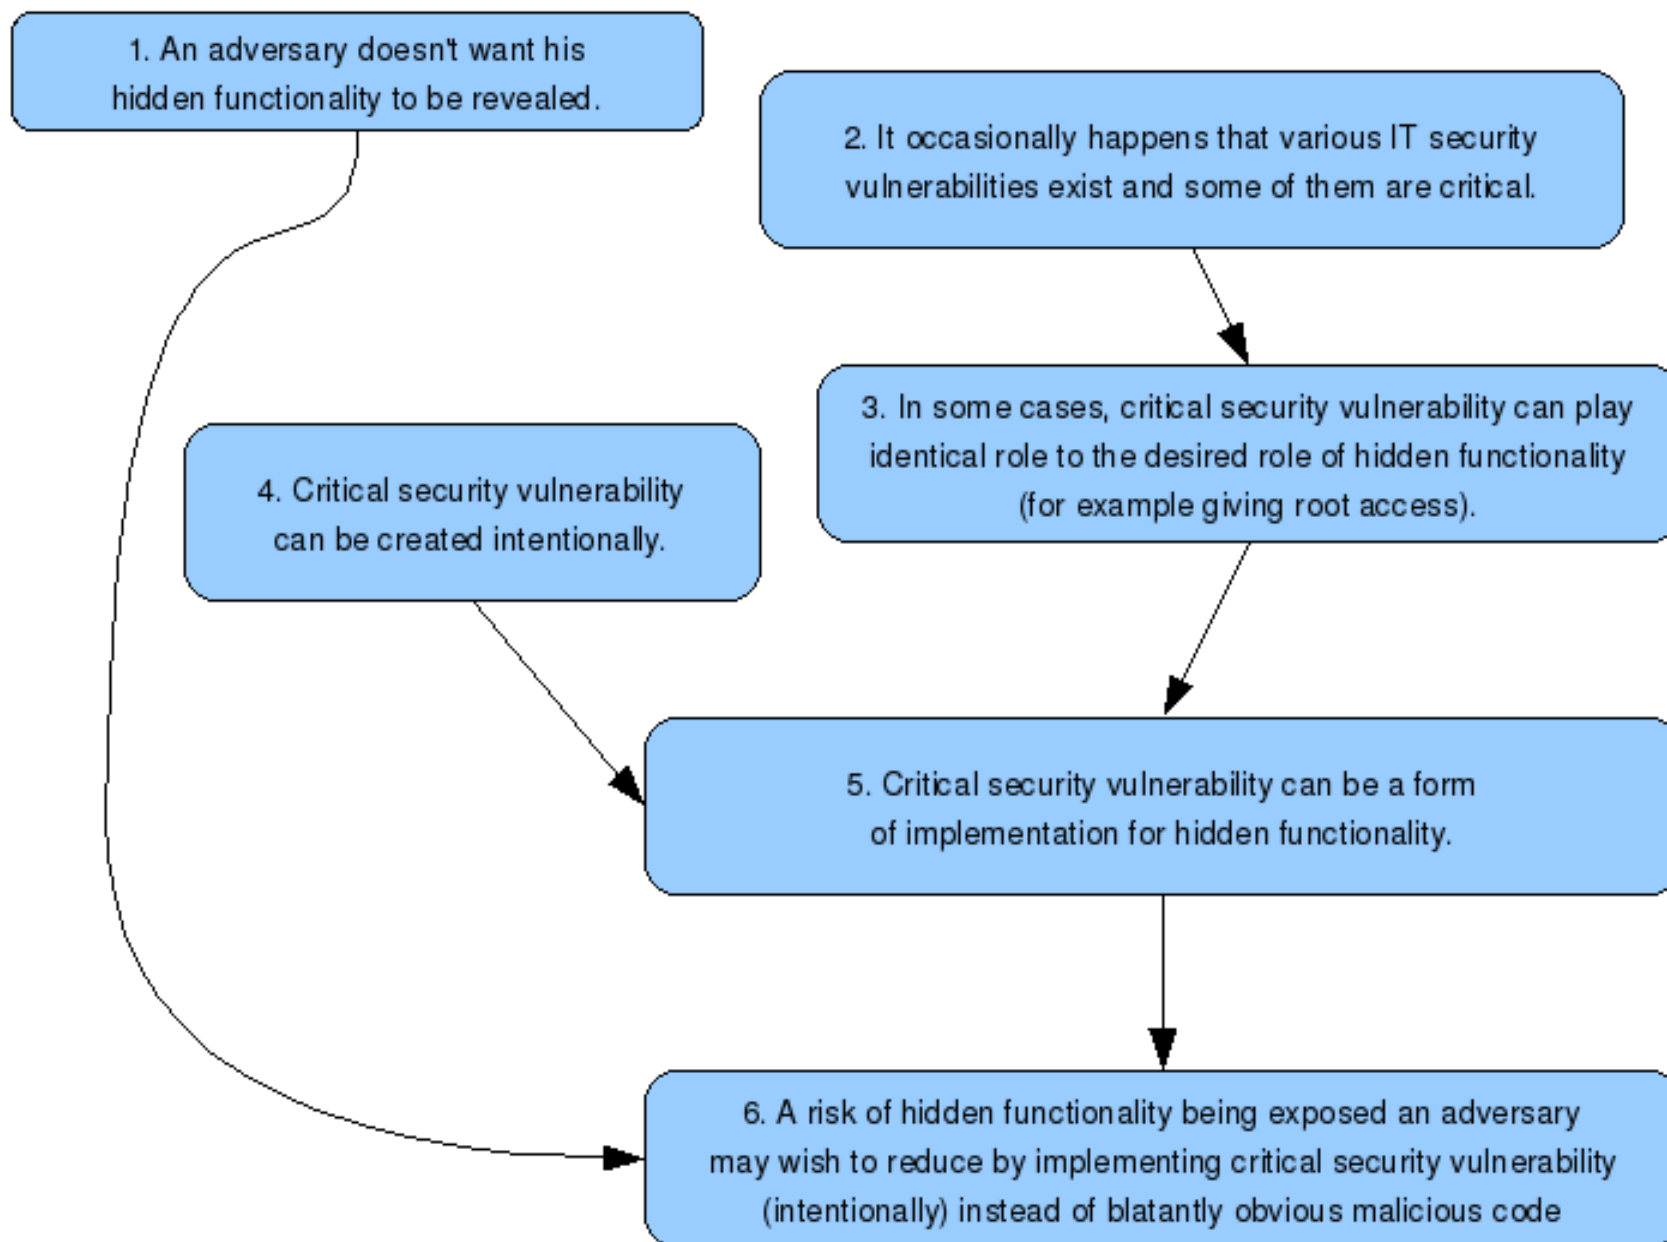 1. An adversary doesn't want his
hidden functionality to be revealed.
2. It occasionally happens that various IT security
vulnerabilities exist and some of them are critical.
3. In some cases, critical security vulnerability can play
identical role to the desired role of hidden functionality
(for example giving root access).
4. Critical security vulnerability
can be created intentionally.
5. Critical security vulnerability can be a form
of implementation for hidden functionality.
6. A risk of hidden functionality being exposed an adversary
may wish to reduce by implementing critical security vulnerability
(intentionally) instead of blatantly obvious malicious code